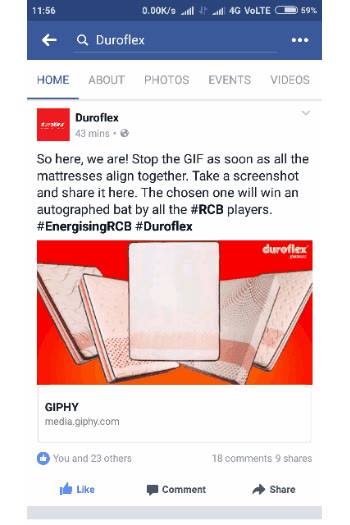 11:56 0.00K/s 4G VoLTE 59%
Duroflex
HOME ABOUT PHOTOS EVENTS VIDEOS
Duroflex
43 mins
So here, we are! Stop the GIF as soon as all the
mattresses align together. Take a screenshot
and share it here. The chosen one will win an
autographed bat by all the #RCB players.
#EnergisingRCB #Duroflex
duroflex
GIPHY
media.giphy.com
You and 23 others 18 comments 9 shares
Like Comment Share